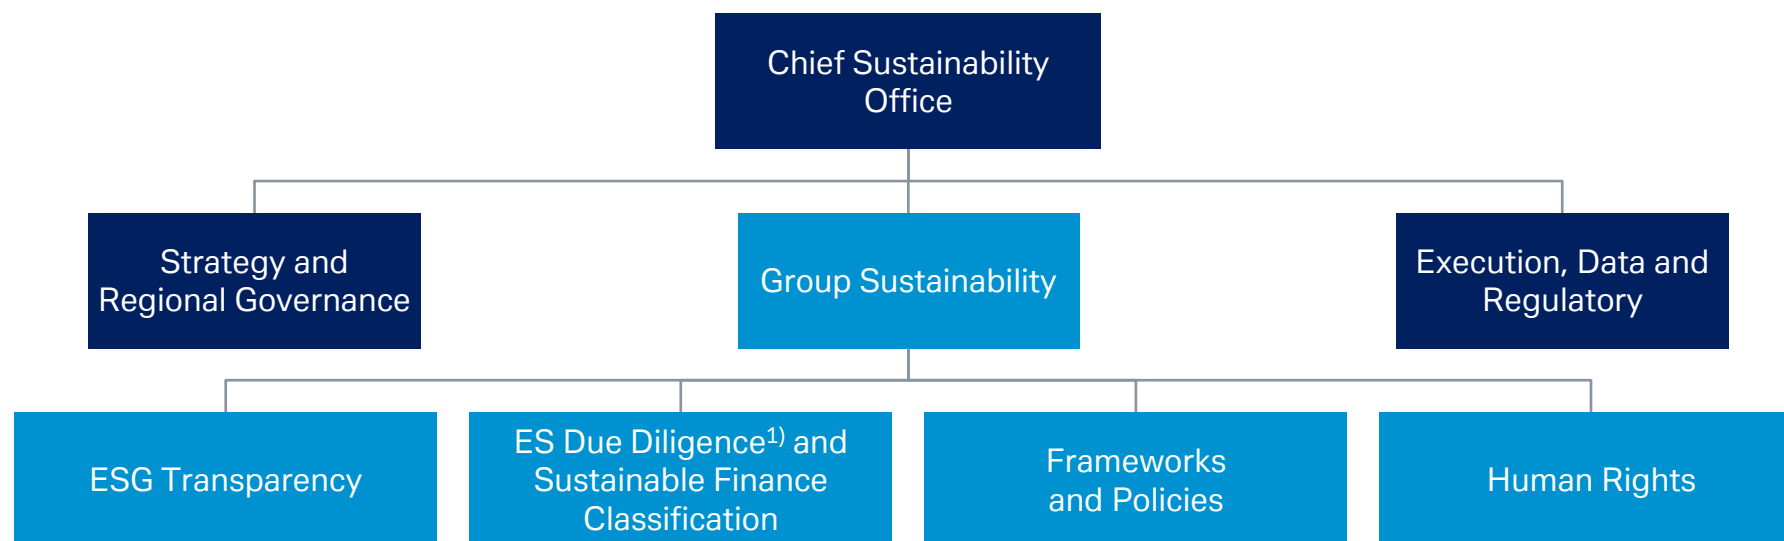 Chief Sustainability
Office
Strategy and
Regional Governance
Group Sustainability
Execution, Data and
Regulatory
ESG Transparency
ES Due Diligence1) and
Sustainable Finance
Classification
Frameworks
and Policies
Human Rights